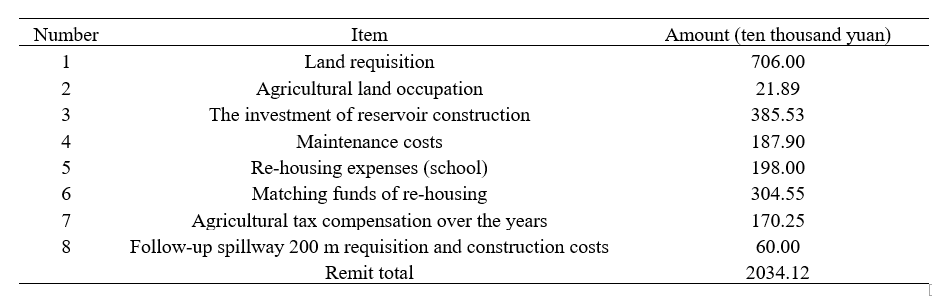 Number Item Amount (ten thousand yuan)
1 Land requisition 706.00
2 Agricultural land occupation 21.89
3 The investment of reservoir construction 385.53
4 Maintenance costs 187.90
5 Re-housing expenses (school) 198.00
6 Matching funds of re-housing 304.55
7 Agricultural tax compensation over the years 170.25
8 Follow-up spillway 200 m requisition and construction costs 60.00
Remit total 2034.12